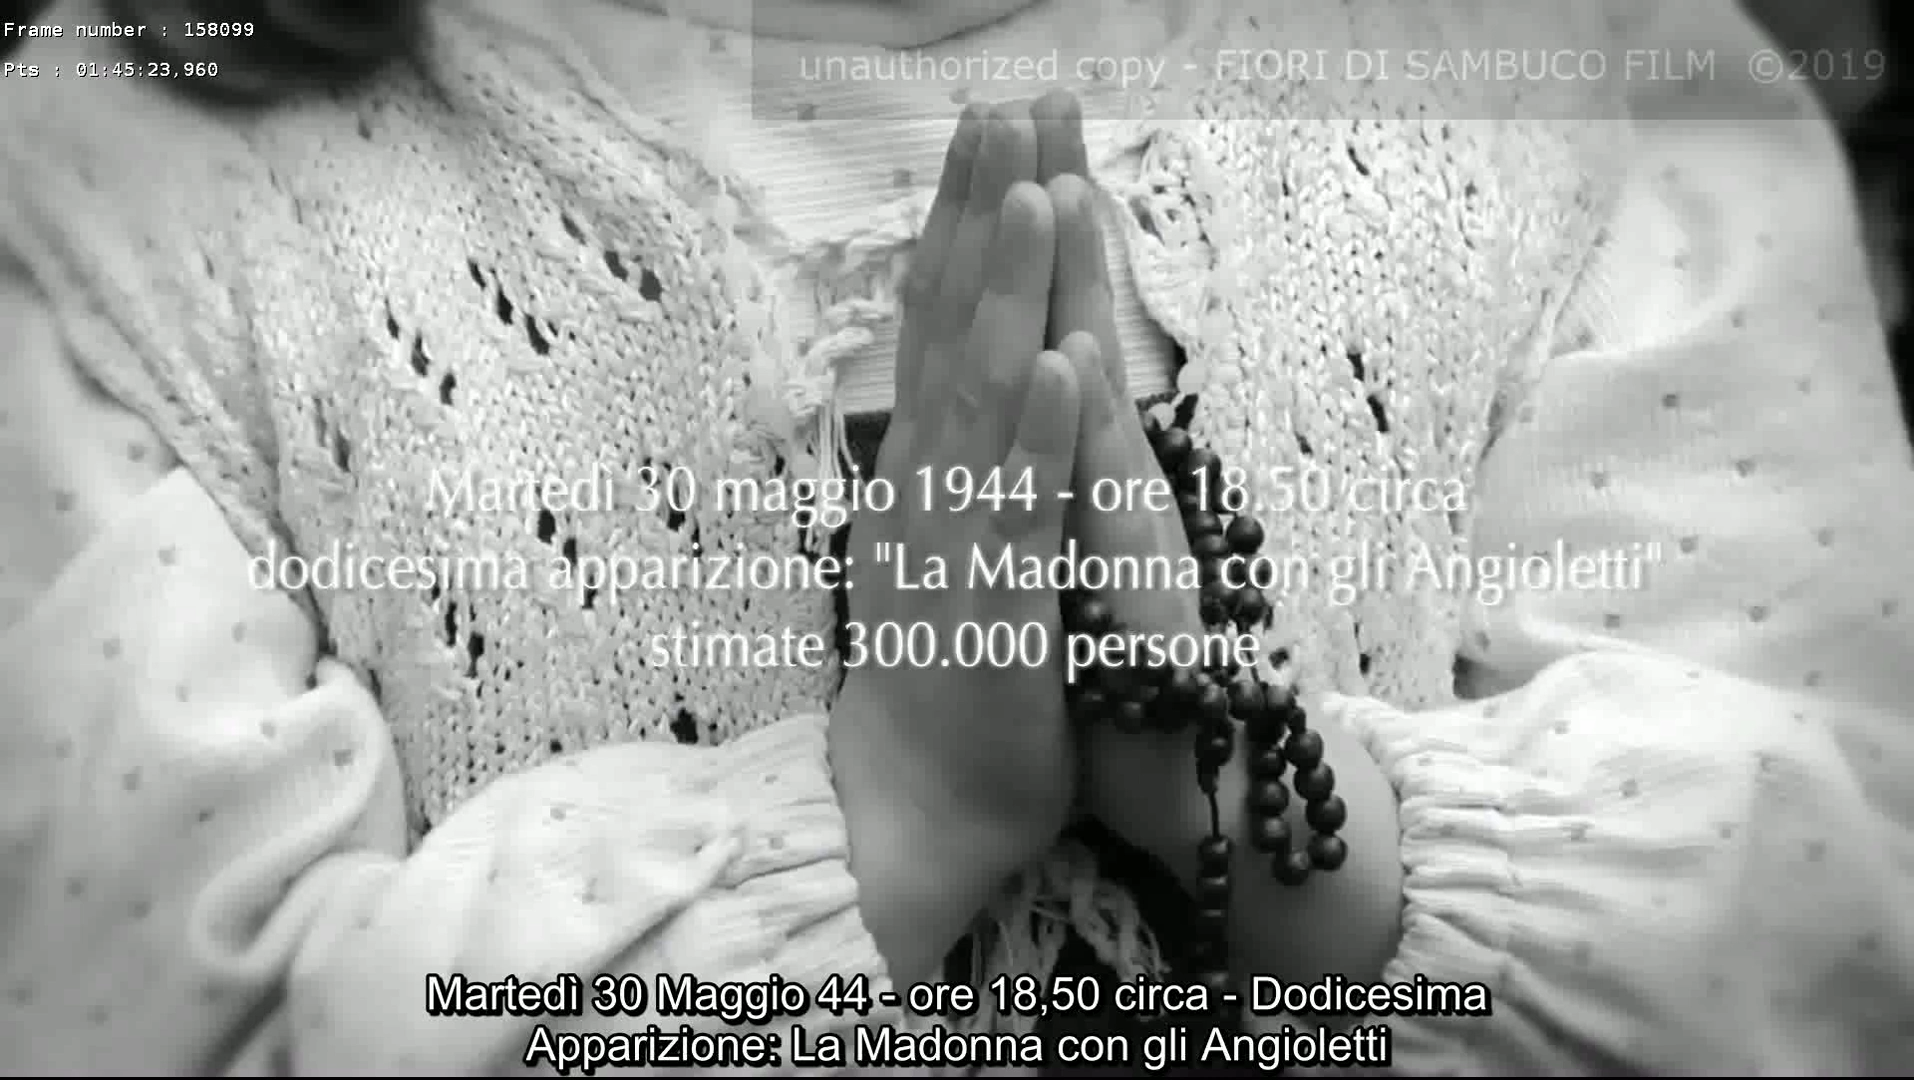 Frame number : 158099
Pts : 01:45:23,960
unauthorized copy - FIORI DI SAMBUCO FILM ©2019
Martedì 30 maggio 1944 - ore 18.50 circa
dodicesima apparizione: "La Madonna con gli Angioletti"
stimate 300.000 persone
Martedì 30 Maggio 44 - ore 18,50 circa - Dodicesima
Apparizione: La Madonna con gli Angioletti